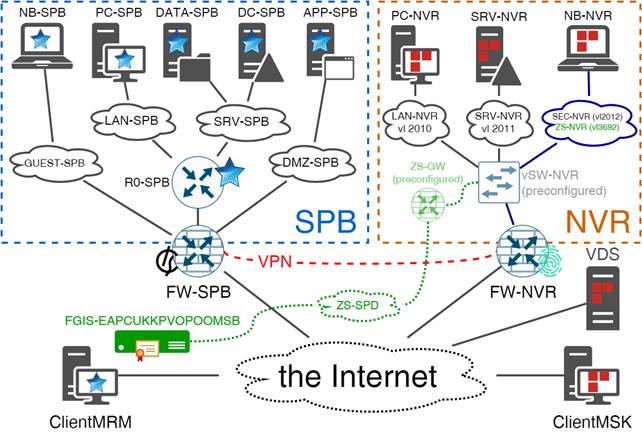 NB-SPB PC-SPB DATA-SPB DC-SPB APP-SPB
PC-NVR SRV-NVR NB-NVR
LAN-SPB
SRV-SPB
GUEST-SPB
DMZ-SPB
R0-SPB
SPB
LAN-NVR
vl 2010
SRV-NVR
vl 2011
SEC-NVR (vl2012)
ZS-NVR (vl3692)
ZS-GW
(preconfigured)
vSW-NVR
(preconfigured)
NVR
VPN
FW-SPB
FW-NVR
VDS
ZS-SPD
FGIS-EAPCUKKPVOPOOMSB
the Internet
ClientMRM
ClientMSK